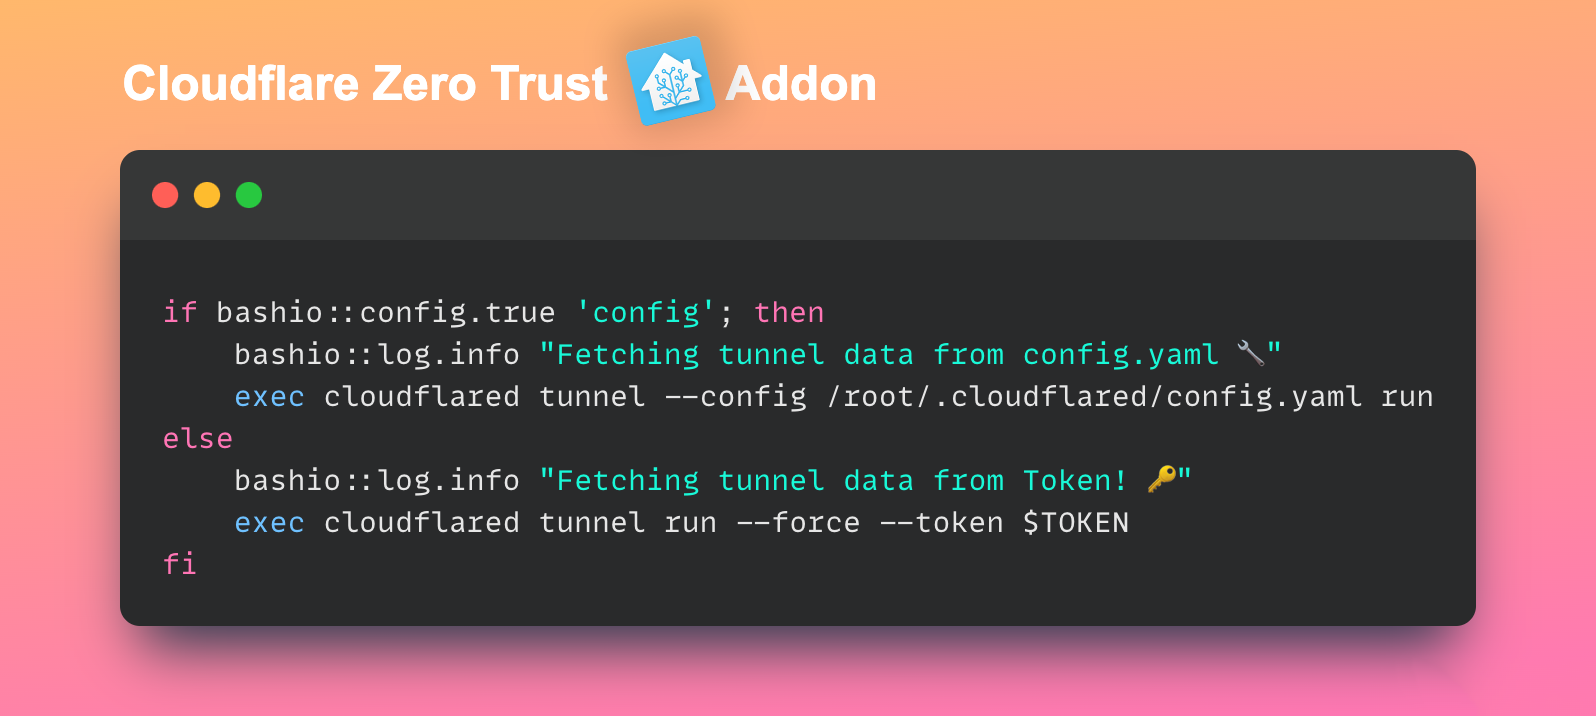 Cloudflare Zero Trust Addon
if bashio::config.true 'config'; then
    bashio::log.info "Fetching tunnel data from config.yaml 🔧"
    exec cloudflared tunnel --config /root/.cloudflared/config.yaml run
else
    bashio::log.info "Fetching tunnel data from Token! 🔑"
    exec cloudflared tunnel run --force --token $TOKEN
fi